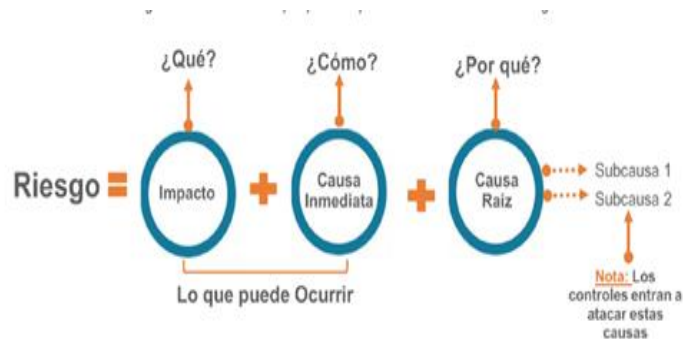 ¿Qué?
¿Cómo?
¿Por qué?
Riesgo = Impacto + Causa Inmediata + Causa Raiz
Subcausa 1
Subcausa 2
Lo que puede Ocurrir
Nota: Los
controles entran a
atacar estas
causas